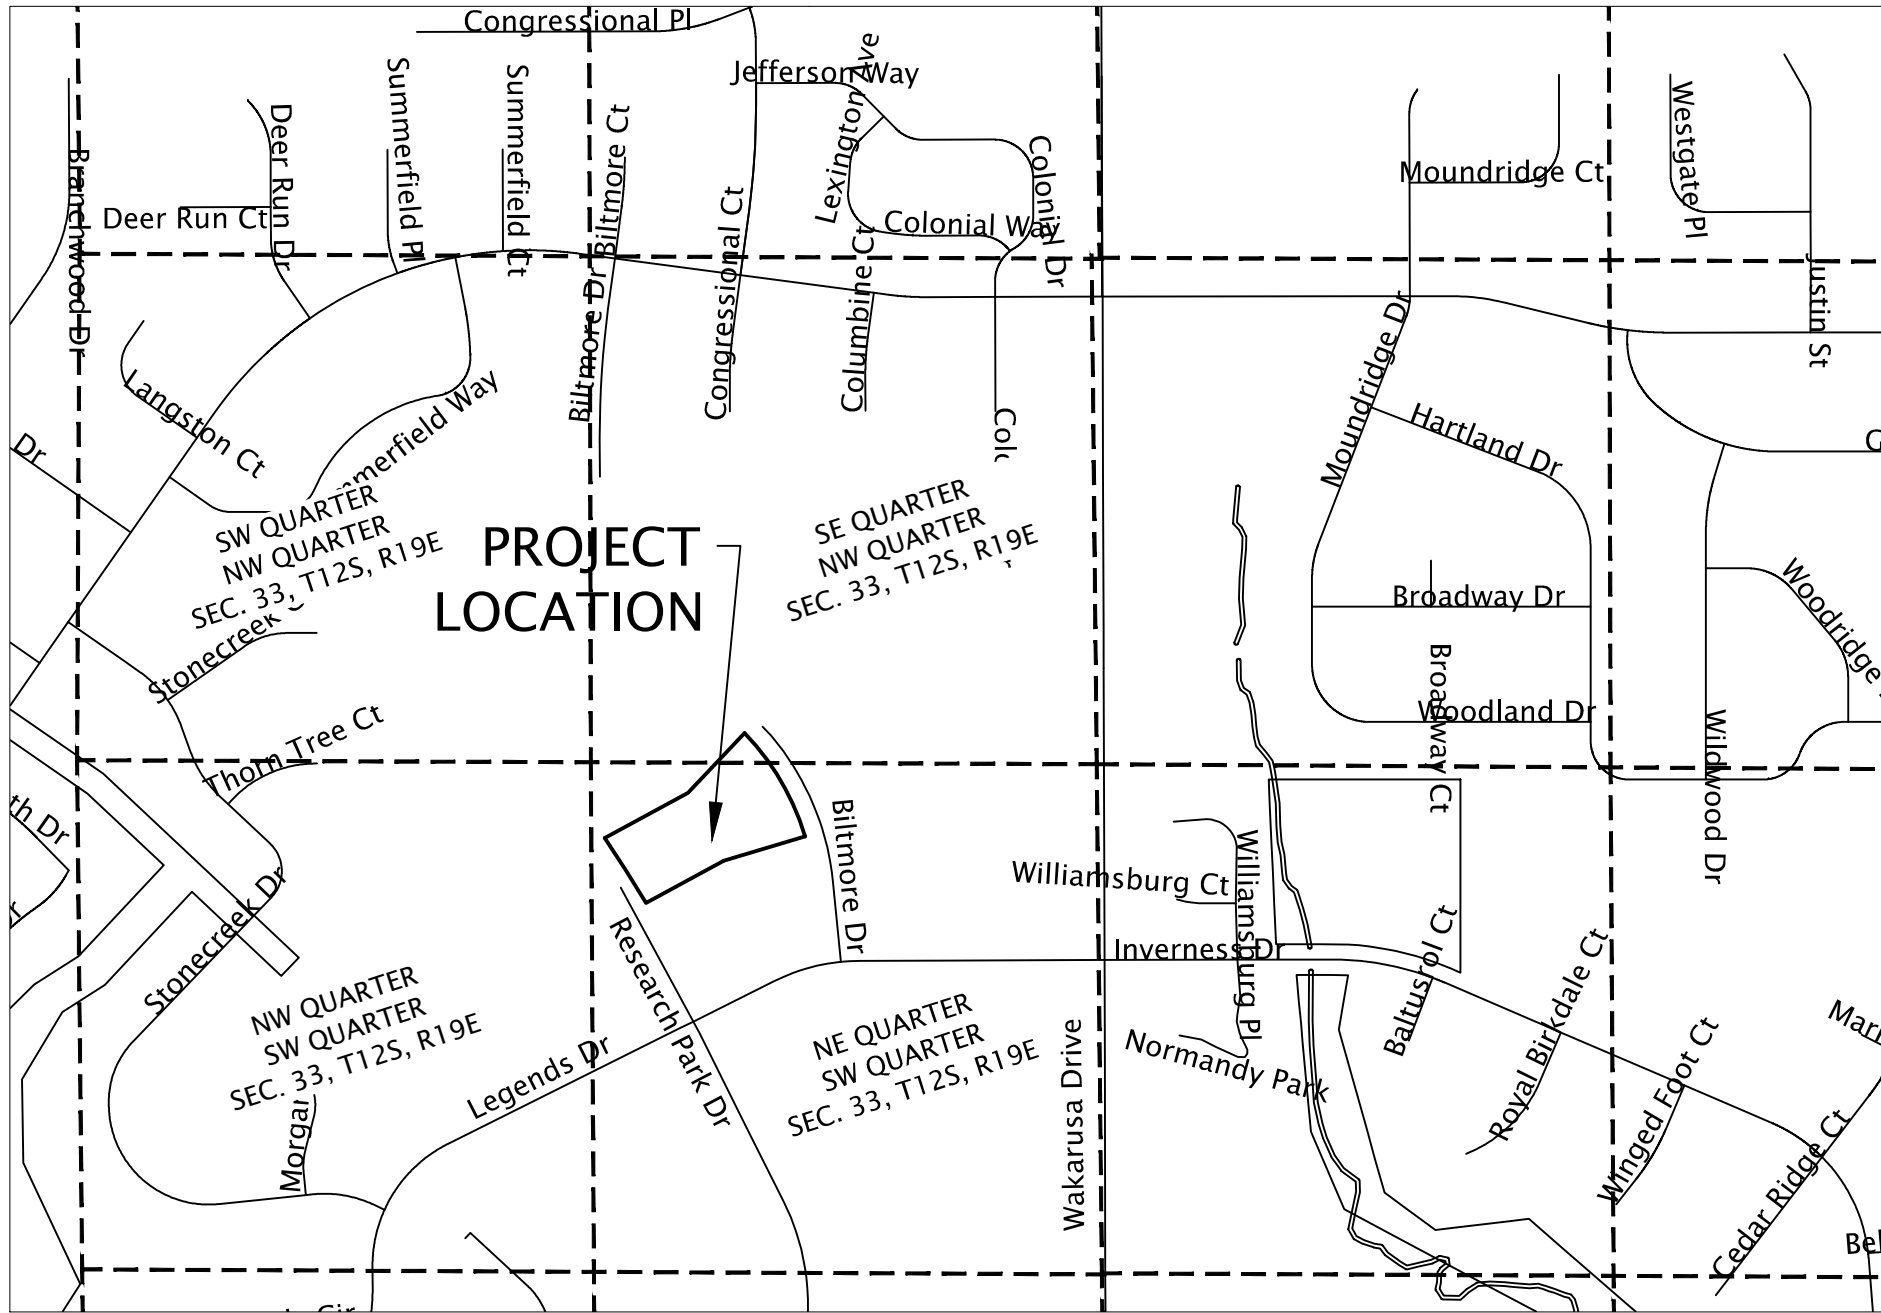 Congressional Pl
Jefferson Way
Lexington Ave
Summerfield Pl
Summerfield Ct
Biltmore Ct
Deer Run Dr
Deer Run Ct
Branchwood Dr
Congressional Ct
Colonial Way
Colonial Dr
Columbine Ct
Moundridge Ct
Westgate Pl
Justin St
Biltmore Dr
Langston Ct
Dr
Moundridge Dr
Hartland Dr
SW QUARTER
NW QUARTER
SEC. 33, T12S, R19E
PROJECT
LOCATION
SE QUARTER
NW QUARTER
SEC. 33, T12S, R19E
Stonecreek
Thorn Tree Ct
Broadway Dr
Broadway Ct
Woodland Dr
Woodridge
Wildwood Dr
th Dr
Biltmore Dr
Williamsburg Ct
Williamsburg Pl
Inverness Dr
Stonecreek Dr
Research Park Dr
Baltusrol Ct
Royal Birkdale Ct
NW QUARTER
SW QUARTER
SEC. 33, T12S, R19E
Legends Dr
NE QUARTER
SW QUARTER
SEC. 33, T12S, R19E
Wakarusa Drive
Normandy Park
Winged Foot Ct
Cedar Ridge Ct